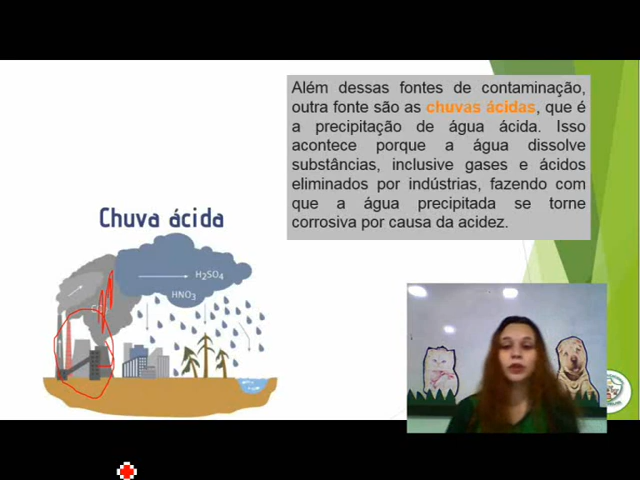 Além dessas fontes de contaminação,
outra fonte são as chuvas ácidas, que é
a precipitação de água ácida. Isso
acontece porque a água dissolve
substâncias, inclusive gases e ácidos
eliminados por indústrias, fazendo com
que a água precipitada se torne
corrosiva por causa da acidez.
Chuva ácida
H₂SO₄
HNO₃